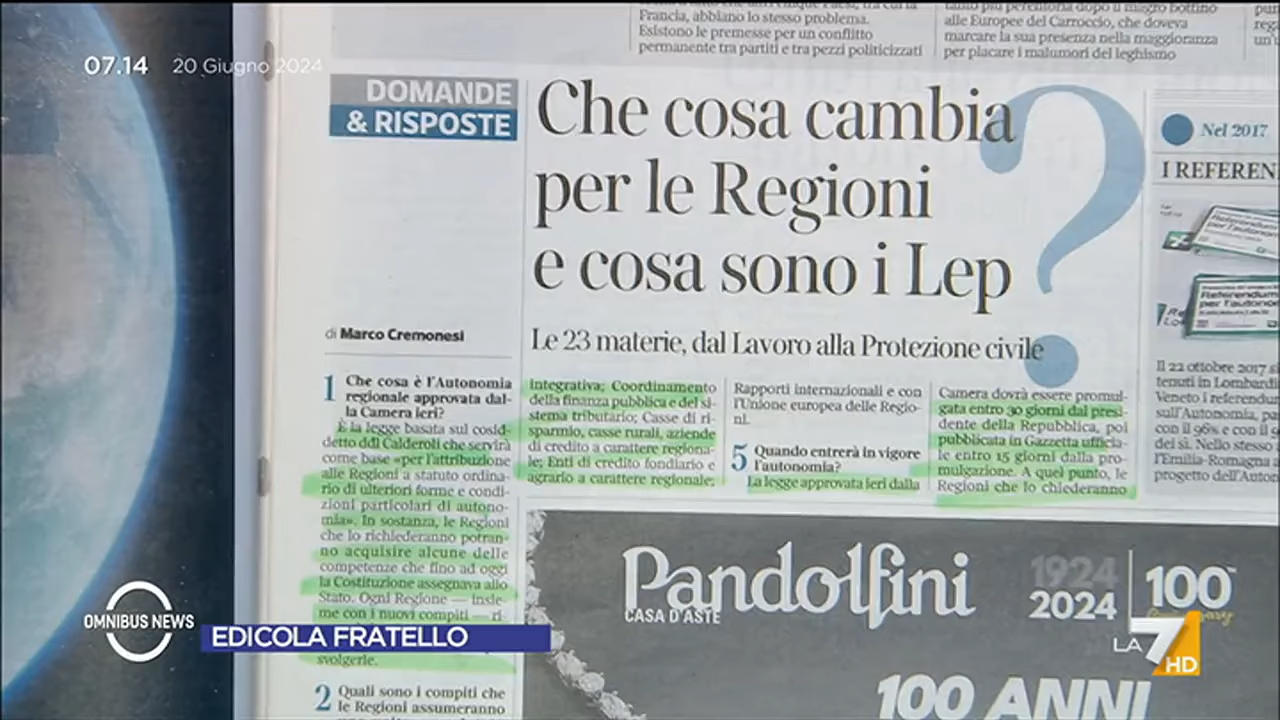 07.14 20 Giugno 2024
Francia, abbiano lo stesso problema.
Esistono le premesse per un conflitto
permanente tra partiti e tra pezzi politicizzati
alle Europee del Carroccio, che doveva
marcare la sua presenza nella maggioranza
per placare i malumori del leghismo
DOMANDE
& RISPOSTE
Che cosa cambia
per le Regioni
e cosa sono i Lep
?
Le 23 materie, dal Lavoro alla Protezione civile
di Marco Cremonesi
1 Che cosa è l'Autonomia
regionale approvata dal-
la Camera ieri?
È la legge basata sul cosid-
detto ddl Calderoli che servirà
come base «per l'attribuzione
alle Regioni a statuto ordina-
rio di ulteriori forme e condi-
zioni particolari di autono-
mia». In sostanza, le Regioni
che lo richiederanno potran-
no acquisire alcune delle
competenze che fino ad oggi
la Costituzione assegnava allo
Stato. Ogni Regione — insie-
me con i nuovi compiti — ri-
svolgerle.
2 Quali sono i compiti che
le Regioni assumeranno
integrativa; Coordinamento
della finanza pubblica e del si-
stema tributario; Casse di ri-
sparmio, casse rurali, aziende
di credito a carattere regiona-
le; Enti di credito fondiario e
agrario a carattere regionale;
Rapporti internazionali e con
l'Unione europea delle Regio-
ni.
5 Quando entrerà in vigore
l'autonomia?
La legge approvata ieri dalla
Camera dovrà essere promul-
gata entro 30 giorni dal presi-
dente della Repubblica, poi
pubblicata in Gazzetta ufficia-
le entro 15 giorni dalla pro-
mulgazione. A quel punto, le
Regioni che lo chiederanno
Nel 2017
I REFEREN
Referendum
per l'autono
Il 22 ottobre 2017 si
tenuti in Lombardi
Veneto i referendu
sull'Autonomia, pa
con il 96% e con il 9
dei sì. Nello stesso
l'Emilia-Romagna
progetto dell'Auton
Pandolfini
CASA D'ASTE
1924
2024
100
100 ANNI
OMNIBUS NEWS
EDICOLA FRATELLO
LA 7 HD